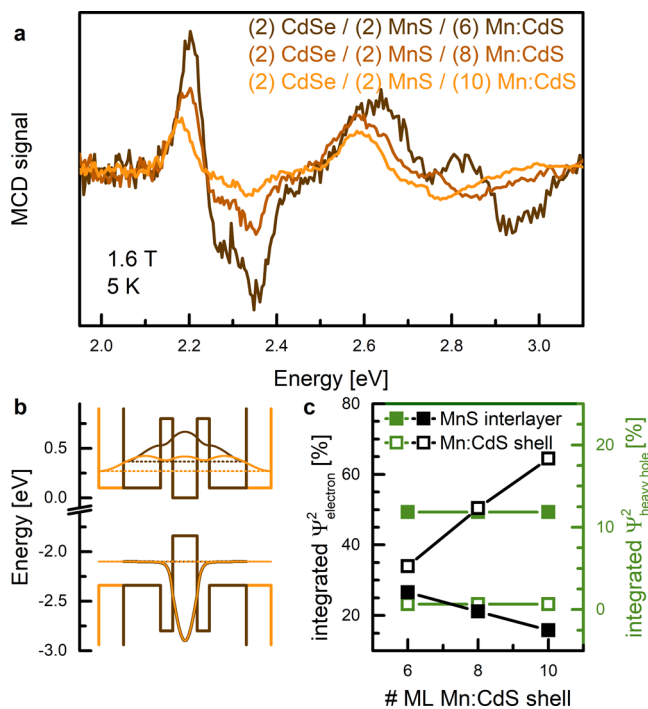 a
(2) CdSe / (2) MnS / (6) Mn:CdS
(2) CdSe / (2) MnS / (8) Mn:CdS
(2) CdSe / (2) MnS / (10) Mn:CdS
MCD signal
1.6 T
5 K
2.0 2.2 2.4 2.6 2.8 3.0
Energy [eV]
b
Energy [eV]
0.5
0.0
-2.0
-2.5
-3.0
c
MnS interlayer
Mn:CdS shell
integrated Ψ²electron [%]
80
60
40
20
integrated Ψ²heavy hole [%]
20
10
0
6 8 10
# ML Mn:CdS shell